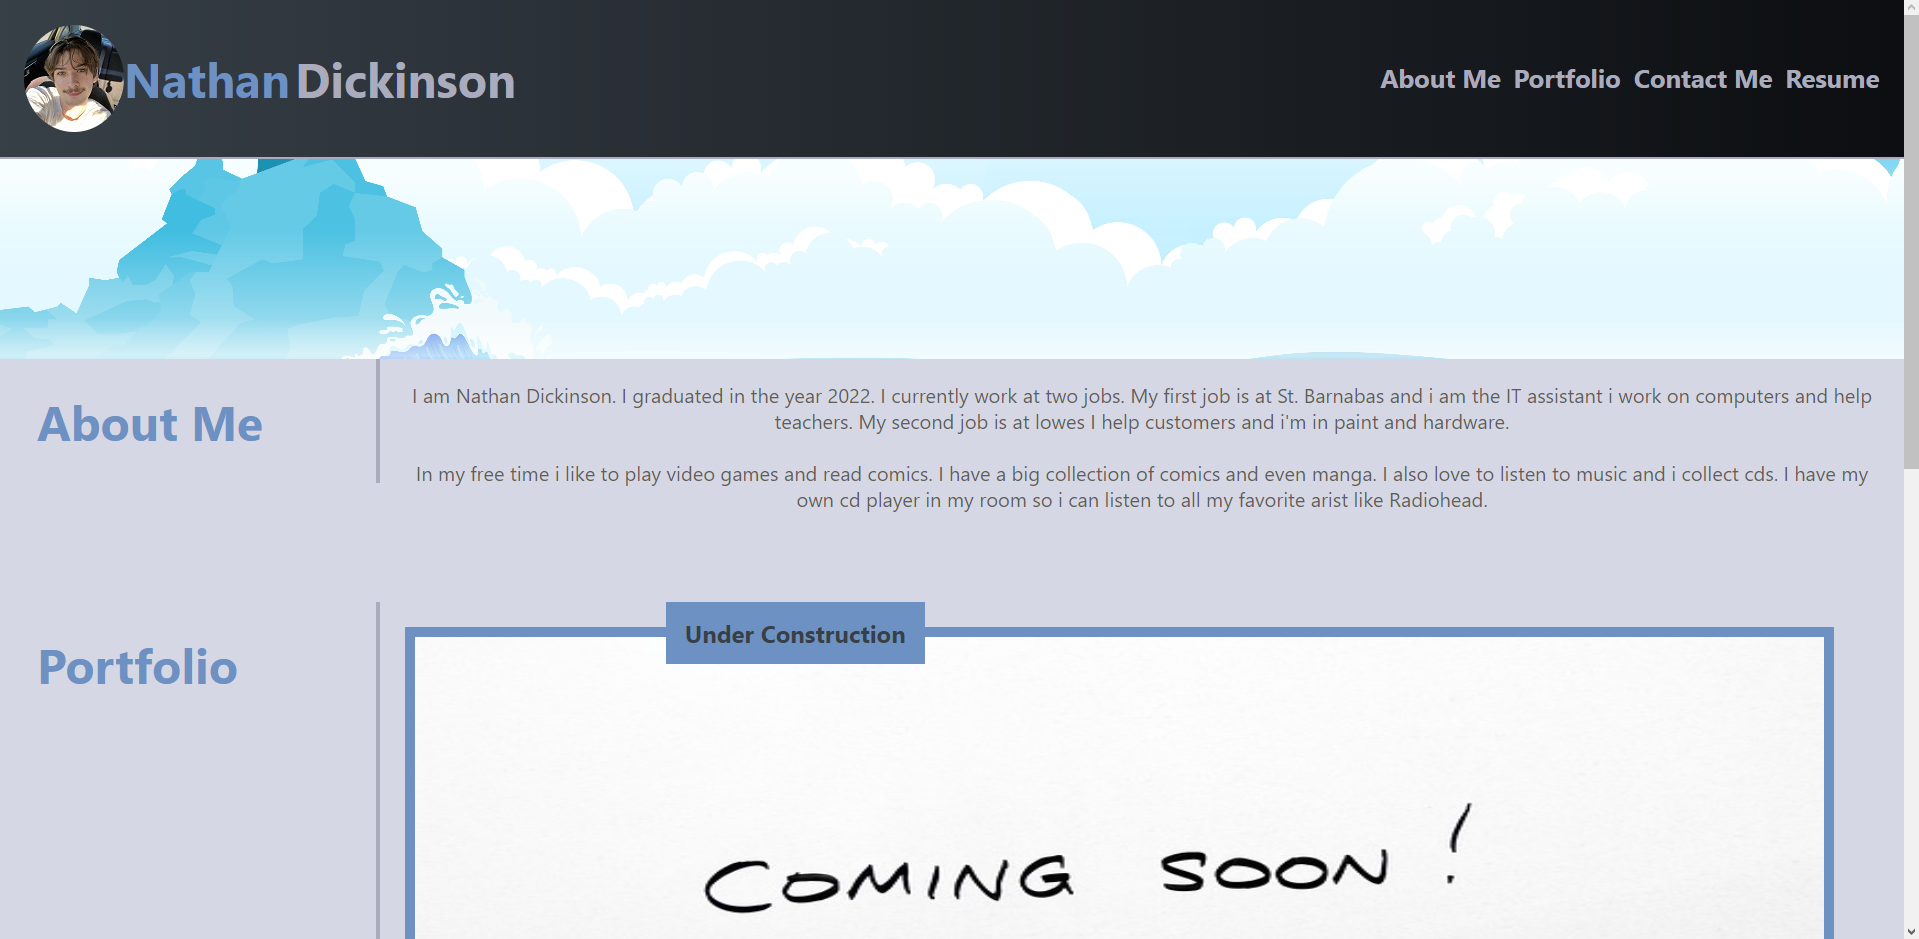 Nathan Dickinson
About Me Portfolio Contact Me Resume
About Me
I am Nathan Dickinson. I graduated in the year 2022. I currently work at two jobs. My first job is at St. Barnabas and i am the IT assistant i work on computers and help
teachers. My second job is at lowes I help customers and i'm in paint and hardware.
In my free time i like to play video games and read comics. I have a big collection of comics and even manga. I also love to listen to music and i collect cds. I have my
own cd player in my room so i can listen to all my favorite arist like Radiohead.
Portfolio
Under Construction
COMING SOON!